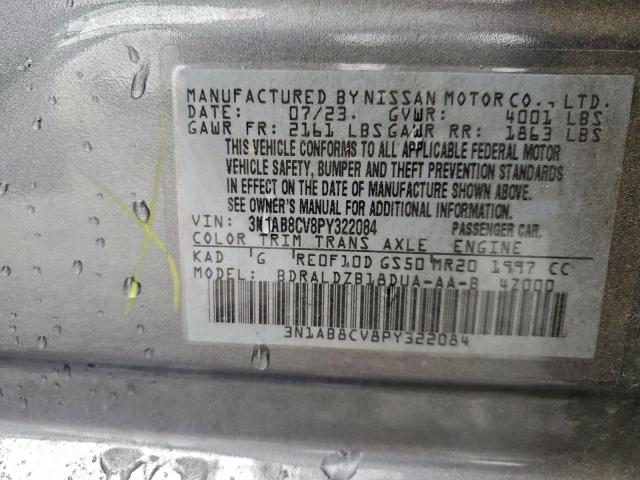 MANUFACTURED BY NISSAN MOTOR CO., LTD.
DATE: 07/23. GVWR: 4001 LBS
GAWR FR: 2161 LBS GAWR RR: 1863 LBS
THIS VEHICLE CONFORMS TO ALL APPLICABLE FEDERAL MOTOR
VEHICLE SAFETY, BUMPER AND THEFT PREVENTION STANDARDS
IN EFFECT ON THE DATE OF MANUFACTURE SHOWN ABOVE.
SEE OWNER'S MANUAL FOR ADDITIONAL INFORMATION.
VIN: 3N1AB8CV8PY322084 PASSENGER CAR
COLOR TRIM TRANS AXLE ENGINE
KAD G RE0F10D GS50 MR20 1997 CC
MODEL: BDRALDZB18DUA-AA-B 4Z000
3N1AB8CV8PY322084